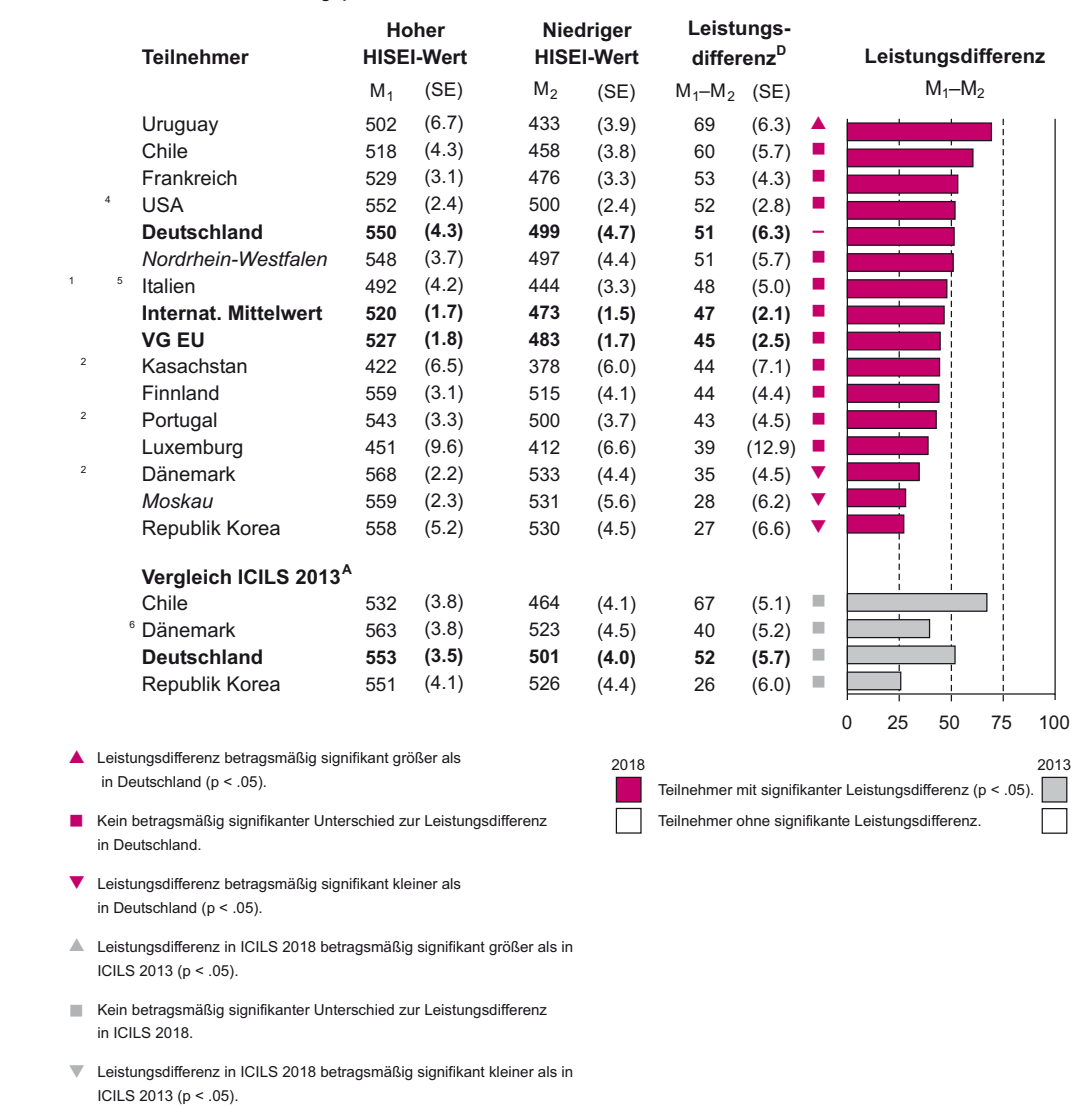 Hoher Niedriger Leistungs-
Teilnehmer HISEI-Wert HISEI-Wert differenzD Leistungsdifferenz
M1 (SE) M2 (SE) M1–M2 (SE) M1–M2
Uruguay 502 (6.7) 433 (3.9) 69 (6.3) ▲
Chile 518 (4.3) 458 (3.8) 60 (5.7) ■
Frankreich 529 (3.1) 476 (3.3) 53 (4.3) ■
4 USA 552 (2.4) 500 (2.4) 52 (2.8) ■
Deutschland 550 (4.3) 499 (4.7) 51 (6.3) –
Nordrhein-Westfalen 548 (3.7) 497 (4.4) 51 (5.7) ■
1 5 Italien 492 (4.2) 444 (3.3) 48 (5.0) ■
Internat. Mittelwert 520 (1.7) 473 (1.5) 47 (2.1) ■
VG EU 527 (1.8) 483 (1.7) 45 (2.5) ■
2 Kasachstan 422 (6.5) 378 (6.0) 44 (7.1) ■
Finnland 559 (3.1) 515 (4.1) 44 (4.4) ■
2 Portugal 543 (3.3) 500 (3.7) 43 (4.5) ■
Luxemburg 451 (9.6) 412 (6.6) 39 (12.9) ■
2 Dänemark 568 (2.2) 533 (4.4) 35 (4.5) ▼
Moskau 559 (2.3) 531 (5.6) 28 (6.2) ▼
Republik Korea 558 (5.2) 530 (4.5) 27 (6.6) ▼
Vergleich ICILS 2013A
Chile 532 (3.8) 464 (4.1) 67 (5.1) ■
6 Dänemark 563 (3.8) 523 (4.5) 40 (5.2) ■
Deutschland 553 (3.5) 501 (4.0) 52 (5.7) ■
Republik Korea 551 (4.1) 526 (4.4) 26 (6.0) ■
0 25 50 75 100
▲ Leistungsdifferenz betragsmäßig signifikant größer als
in Deutschland (p < .05).
■ Kein betragsmäßig signifikanter Unterschied zur Leistungsdifferenz
in Deutschland.
▼ Leistungsdifferenz betragsmäßig signifikant kleiner als
in Deutschland (p < .05).
▲ Leistungsdifferenz in ICILS 2018 betragsmäßig signifikant größer als in
ICILS 2013 (p < .05).
■ Kein betragsmäßig signifikanter Unterschied zur Leistungsdifferenz
in ICILS 2018.
▼ Leistungsdifferenz in ICILS 2018 betragsmäßig signifikant kleiner als in
ICILS 2013 (p < .05).
2018 2013
Teilnehmer mit signifikanter Leistungsdifferenz (p < .05).
Teilnehmer ohne signifikante Leistungsdifferenz.